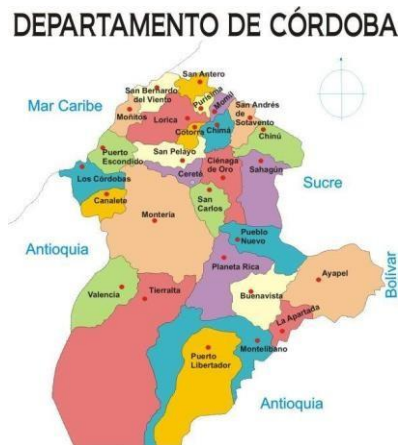 DEPARTAMENTO DE CÓRDOBA
San Antero
San Bernardo
del Viento
Purísima
Momil
Mar Caribe
San Andrés
de
Sotavento
Moñitos
Lorica
Cotorra
Chimá
Chinú
Puerto
Escondido
San Pelayo
Ciénaga
de Oro
Sahagún
Los Córdobas
Cereté
Sucre
Canalete
San
Carlos
Montería
Pueblo
Nuevo
Antioquia
Planeta Rica
Ayapel
Bolívar
Valencia
Tierralta
Buenavista
La Apartada
Puerto
Libertador
Montelibano
Antioquia